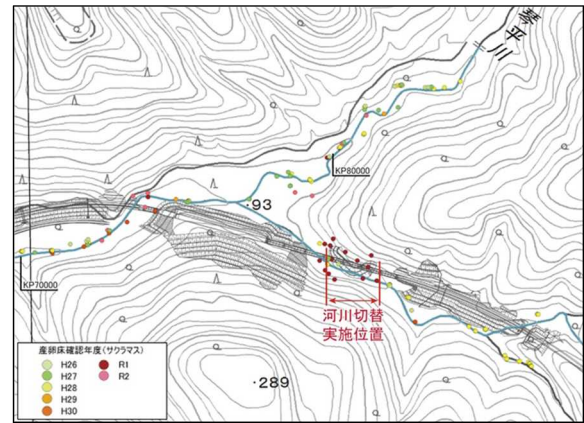 琴平川
KP80000
・93
KP70000
河川切替
実施位置
・289
産卵床確認年度(サクラマス)
H26
H27
H28
H29
H30
R1
R2